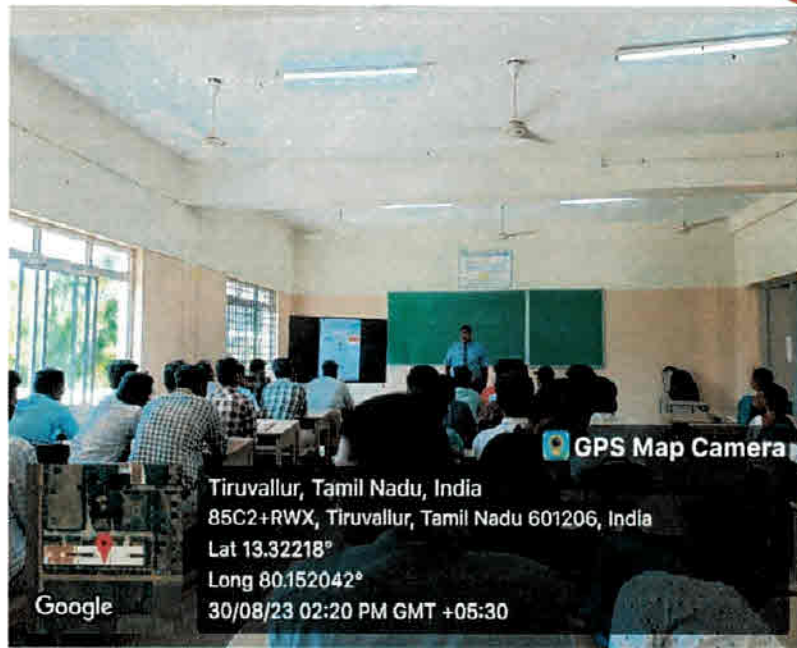 GPS Map Camera
Tiruvallur, Tamil Nadu, India
85C2+RWX, Tiruvallur, Tamil Nadu 601206, India
Lat 13.32218°
Long 80.152042°
30/08/23 02:20 PM GMT +05:30
Google